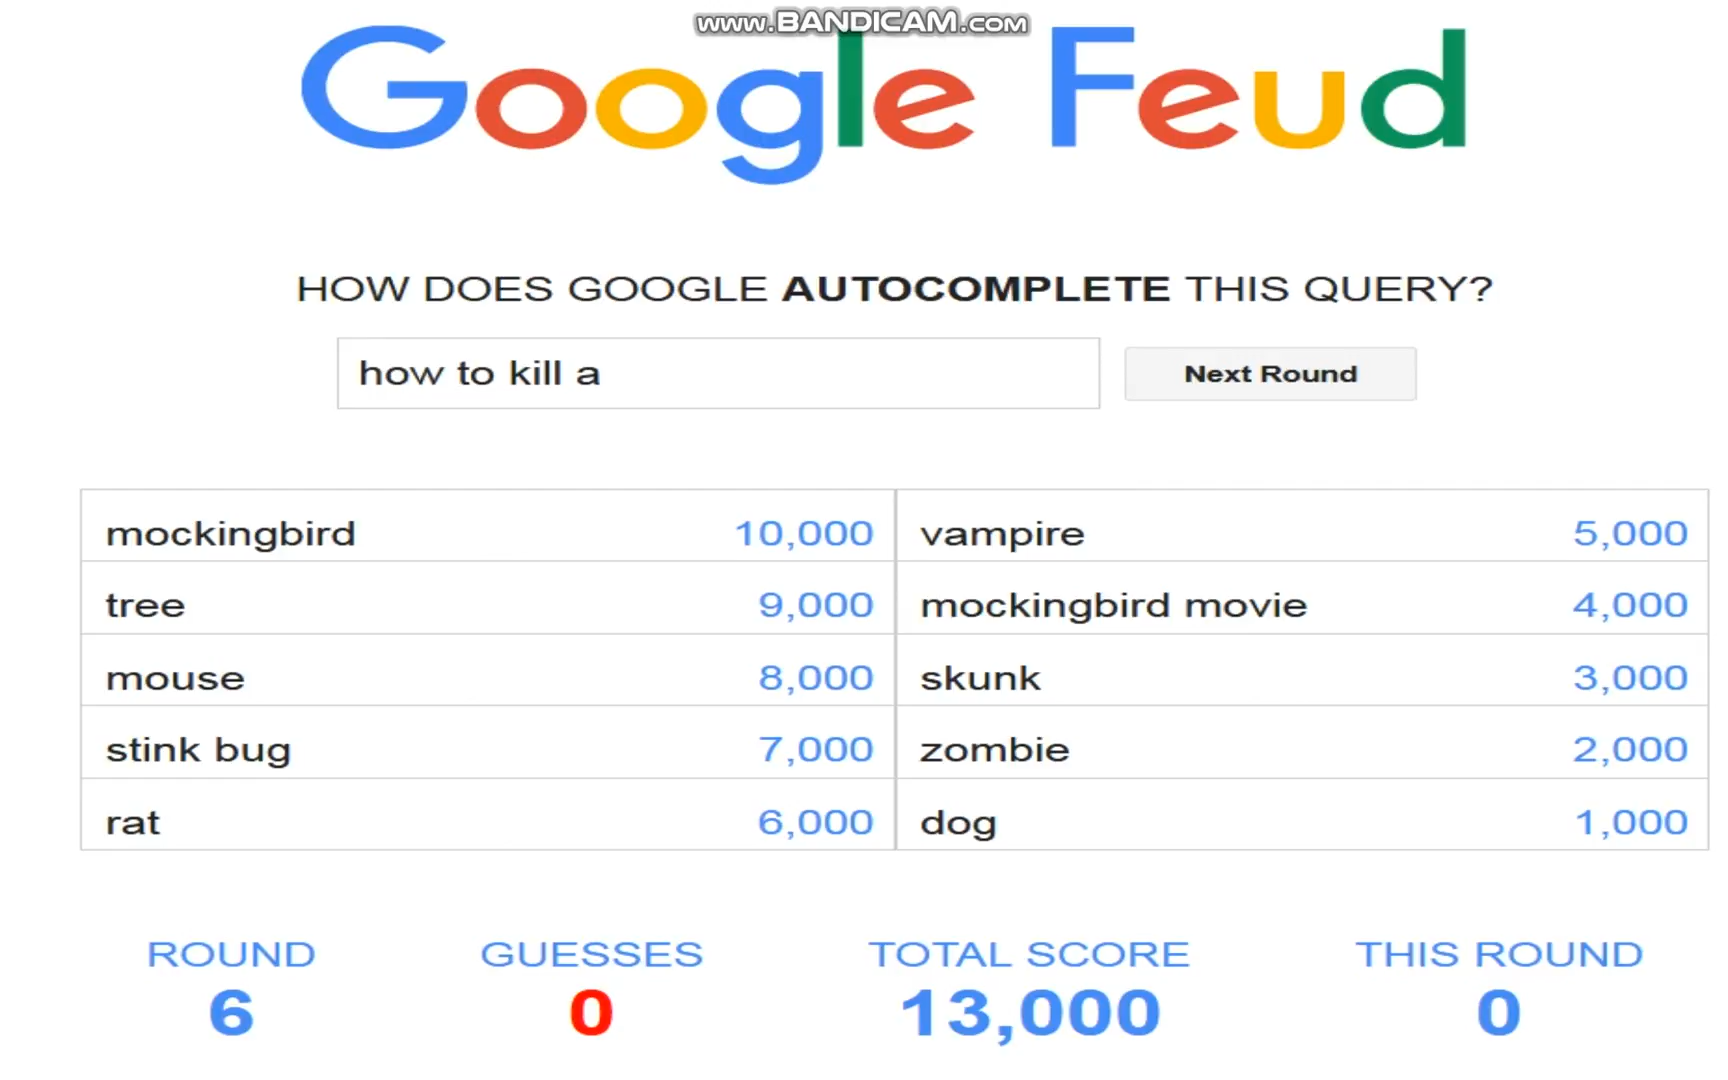 www.BANDICAM.com
Google Feud
HOW DOES GOOGLE AUTOCOMPLETE THIS QUERY?
how to kill a
Next Round
mockingbird 10,000 vampire 5,000
tree 9,000 mockingbird movie 4,000
mouse 8,000 skunk 3,000
stink bug 7,000 zombie 2,000
rat 6,000 dog 1,000
ROUND GUESSES TOTAL SCORE THIS ROUND
6 0 13,000 0